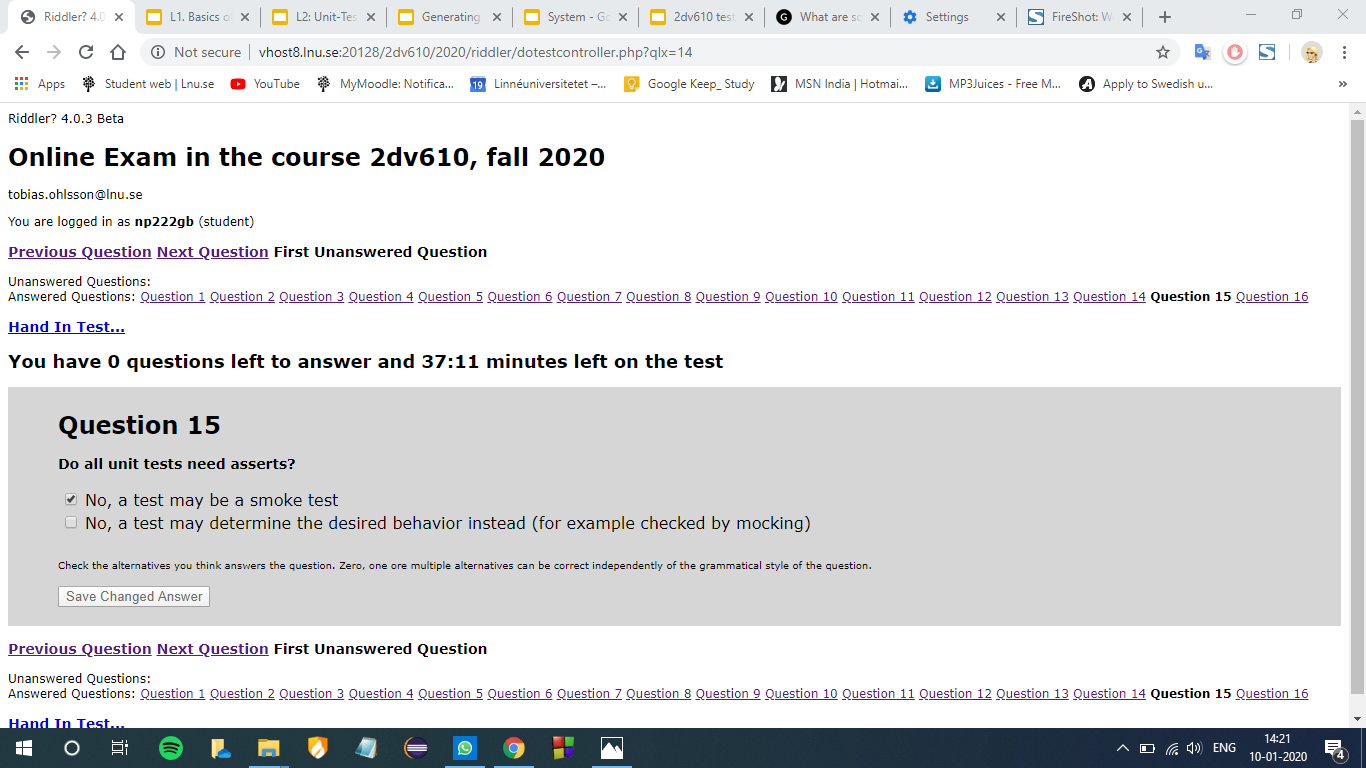 Riddler? 4.0
L1. Basics of
L2: Unit-Tes
Generating
System - Go
2dv610 test
What are sc
Settings
FireShot: W
Not secure | vhost8.lnu.se:20128/2dv610/2020/riddler/dotestcontroller.php?qlx=14
Apps Student web | Lnu.se YouTube MyMoodle: Notifica... 19 Linnéuniversitetet –... Google Keep_ Study MSN India | Hotmai... MP3Juices - Free M... Apply to Swedish u... »
Riddler? 4.0.3 Beta
Online Exam in the course 2dv610, fall 2020
tobias.ohlsson@lnu.se
You are logged in as np222gb (student)
Previous Question Next Question First Unanswered Question
Unanswered Questions:
Answered Questions: Question 1 Question 2 Question 3 Question 4 Question 5 Question 6 Question 7 Question 8 Question 9 Question 10 Question 11 Question 12 Question 13 Question 14 Question 15 Question 16
Hand In Test...
You have 0 questions left to answer and 37:11 minutes left on the test
Question 15
Do all unit tests need asserts?
No, a test may be a smoke test
No, a test may determine the desired behavior instead (for example checked by mocking)
Check the alternatives you think answers the question. Zero, one ore multiple alternatives can be correct independently of the grammatical style of the question.
Save Changed Answer
Previous Question Next Question First Unanswered Question
Unanswered Questions:
Answered Questions: Question 1 Question 2 Question 3 Question 4 Question 5 Question 6 Question 7 Question 8 Question 9 Question 10 Question 11 Question 12 Question 13 Question 14 Question 15 Question 16
Hand In Test...
ENG
14:21
10-01-2020
4